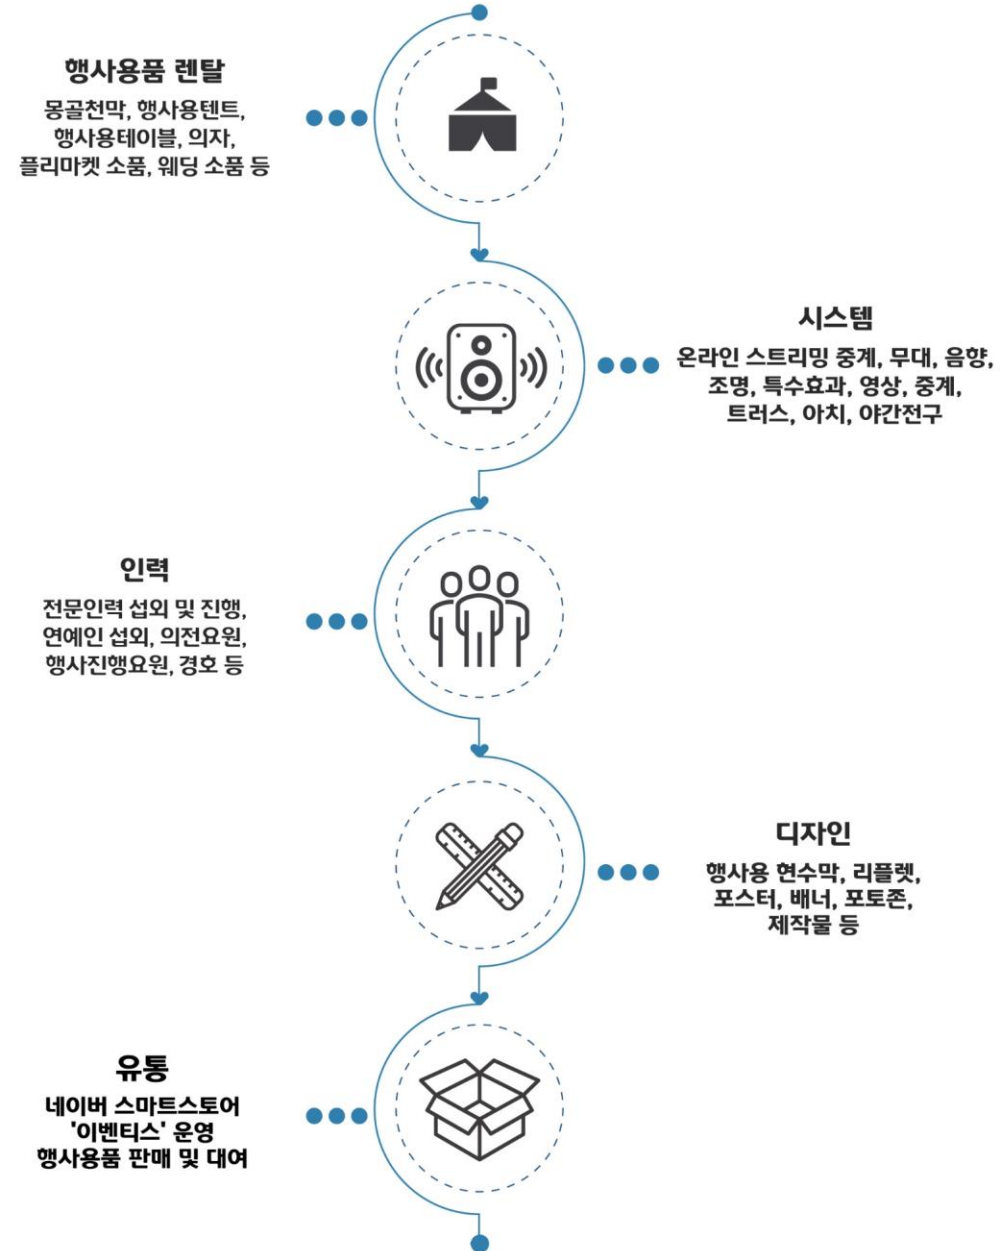 행사용품 렌탈
몽골천막, 행사용텐트,
행사용테이블, 의자,
플리마켓 소품, 웨딩 소품 등
시스템
온라인 스트리밍 중계, 무대, 음향,
조명, 특수효과, 영상, 중계,
트러스, 아치, 야간전구
인력
전문인력 섭외 및 진행,
연예인 섭외, 의전요원,
행사진행요원, 경호 등
디자인
행사용 현수막, 리플렛,
포스터, 배너, 포토존,
제작물 등
유통
네이버 스마트스토어
'이벤티스' 운영
행사용품 판매 및 대여